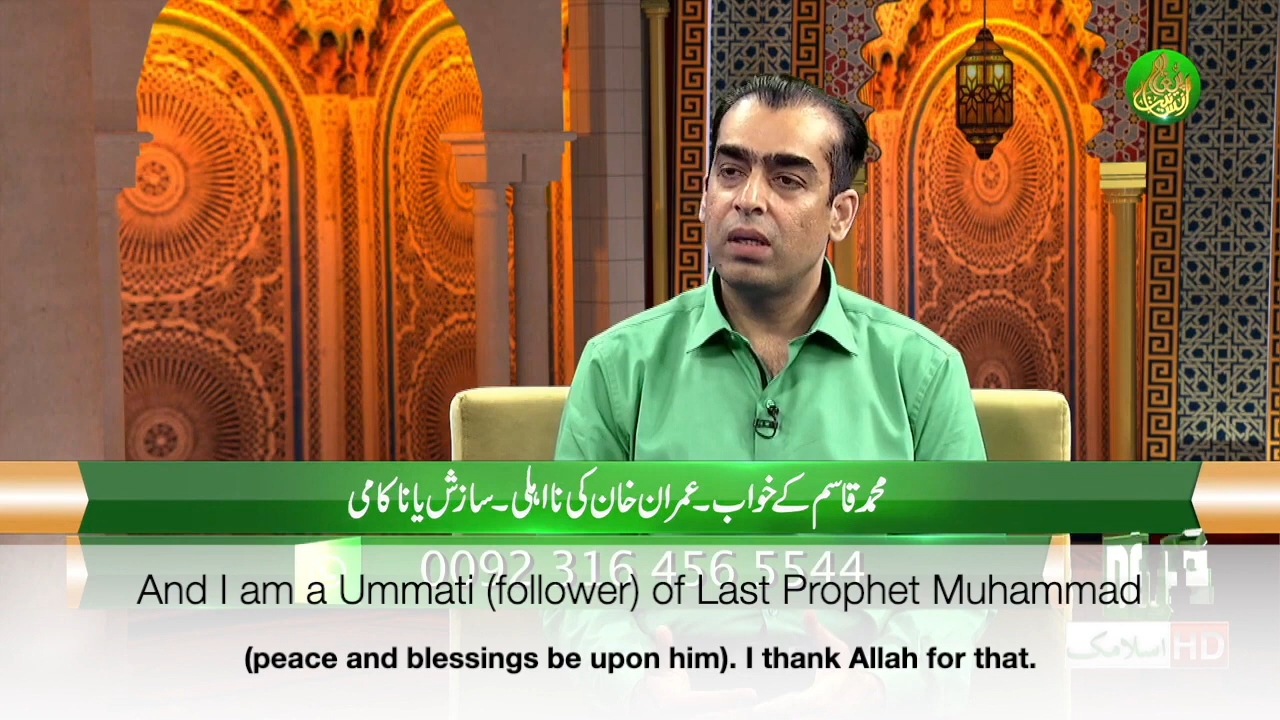 محمد قاسم کے خواب۔عمران خان کی نااہلی۔سازش یا ناکامی
0092 316 456 5544
And I am a Ummati (follower) of Last Prophet Muhammad
(peace and blessings be upon him). I thank Allah for that.
اسلامک HD